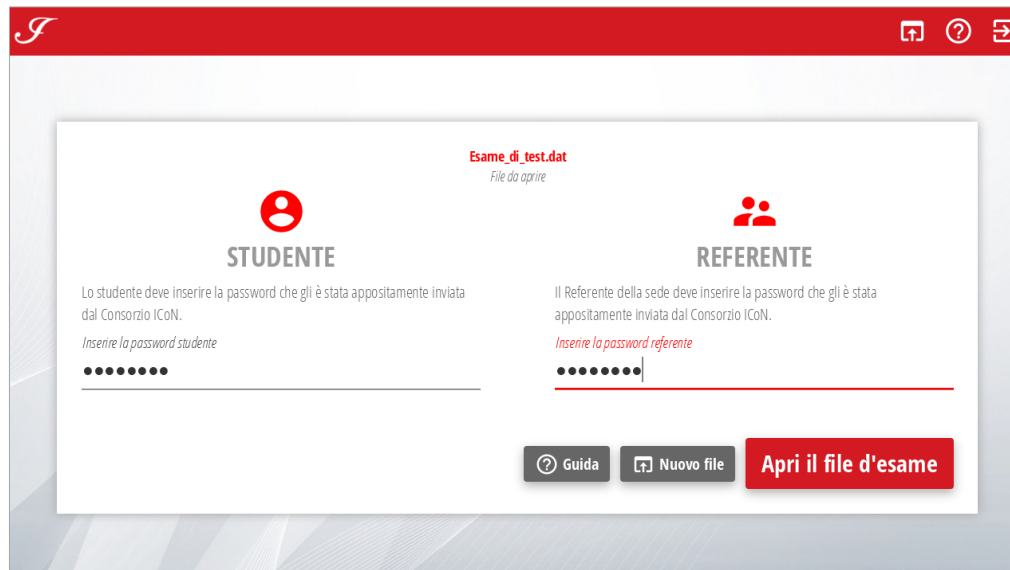 Esame_di_test.dat
File da aprire
STUDENTE
Lo studente deve inserire la password che gli è stata appositamente inviata
dal Consorzio ICoN.
Inserire la password studente
••••••••
REFERENTE
Il Referente della sede deve inserire la password che gli è stata
appositamente inviata dal Consorzio ICoN.
Inserire la password referente
••••••••
Guida
Nuovo file
Apri il file d'esame